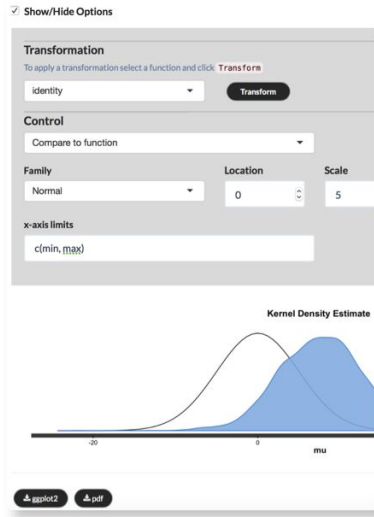 Show/Hide Options
Transformation
To apply a transformation select a function and click Transform
identity
Transform
Control
Compare to function
Family Location Scale
Normal 0 5
x-axis limits
c(min, max)
Kernel Density Estimate
-20 0
mu
ggplot2 pdf